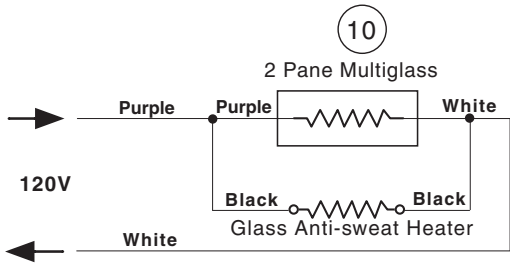 10
2 Pane Multiglass
Purple Purple White
120V
Black Black
Glass Anti-sweat Heater
White